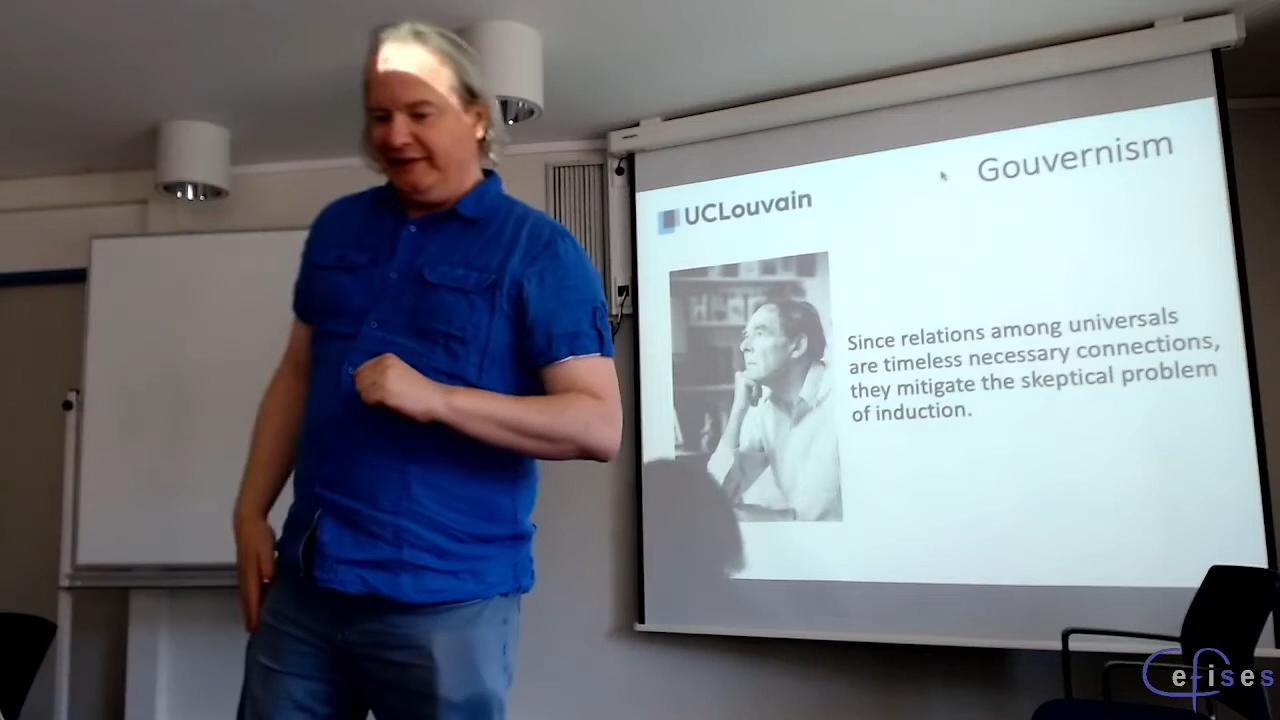 Gouvernism
UCLouvain
Since relations among universals
are timeless necessary connections,
they mitigate the skeptical problem
of induction.
efises